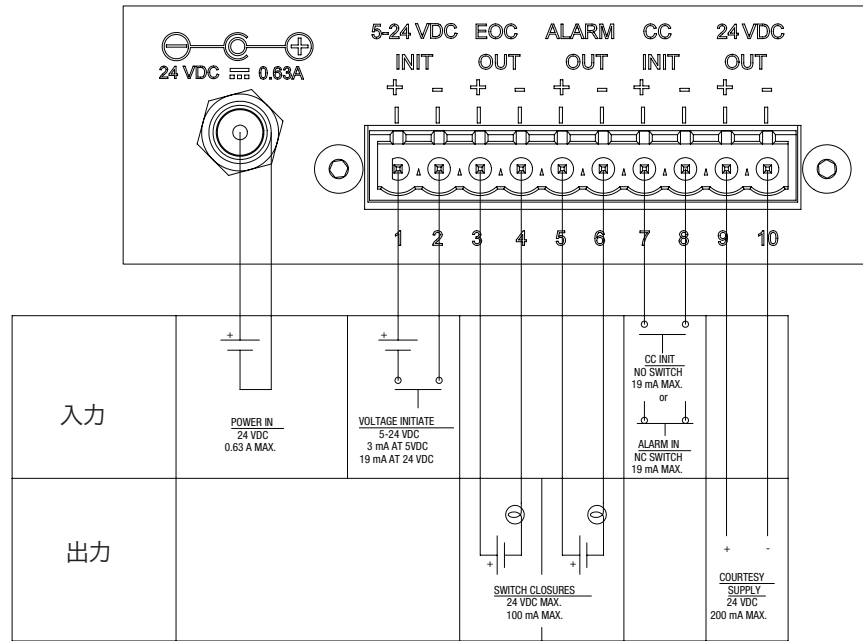 5-24 VDC EOC ALARM CC 24 VDC
INIT OUT OUT INIT OUT
24 VDC ⎓ 0.63A
+ - + - + - + - + -
1 2 3 4 5 6 7 8 9 10
入力
+
POWER IN
24 VDC
0.63 A MAX.
+
VOLTAGE INITIATE
5-24 VDC
3 mA AT 5VDC
19 mA AT 24 VDC
CC INIT
NO SWITCH
19 mA MAX.
or
ALARM IN
NC SWITCH
19 mA MAX.
出力
+
+
SWITCH CLOSURES
24 VDC MAX.
100 mA MAX.
+ -
COURTESY
SUPPLY
24 VDC
200 mA MAX.